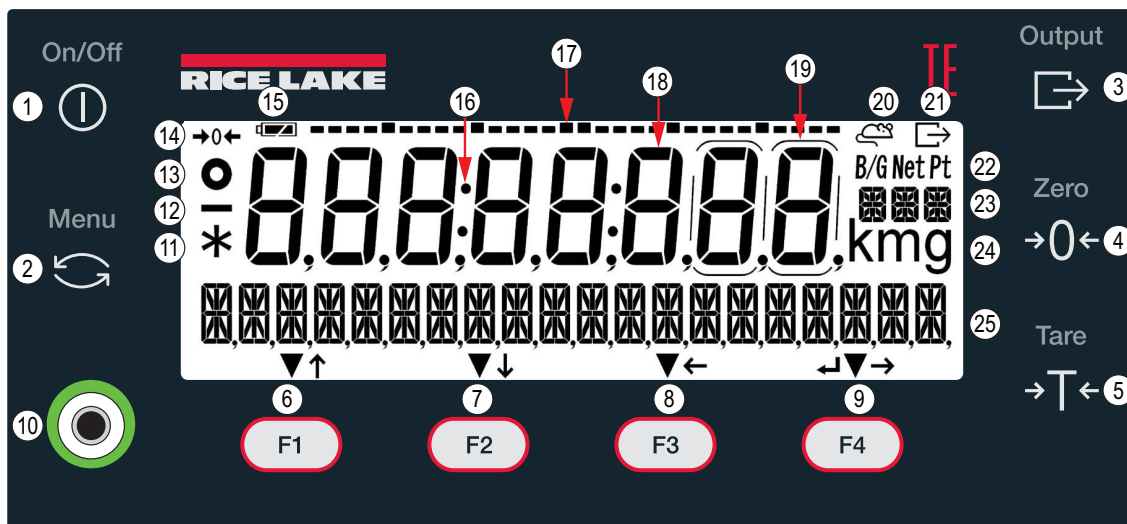 On/Off
RICE LAKE
TE
Output
1
15
16
17
18
19
20
21
3
14
→0←
13
B/G Net Pt
22
Menu
12
23
Zero
2
11
*
kmg
24
→0←
4
25
Tare
→T←
5
10
6
7
8
9
F1
F2
F3
F4